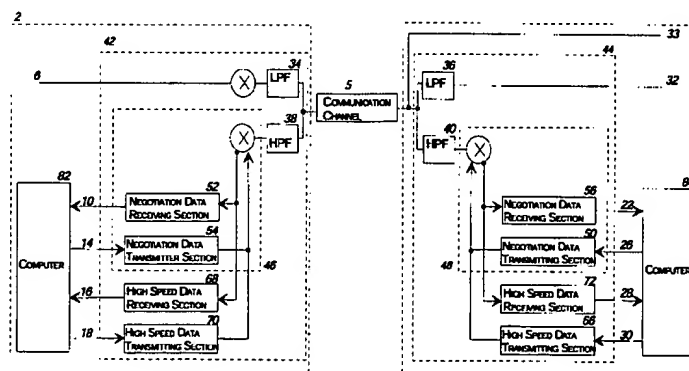 2
42
6
34
LPF
38
HPF
5
COMMUNICATION
CHANNEL
36
LPF
40
HPF
33
44
32
82
COMPUTER
10
52
NEGOTIATION DATA
RECEIVING SECTION
14
54
NEGOTIATION DATA
TRANSMITTER SECTION
46
16
68
HIGH SPEED DATA
RECEIVING SECTION
18
70
HIGH SPEED DATA
TRANSMITTING SECTION
56
NEGOTIATION DATA
RECEIVING SECTION
50
NEGOTIATION DATA
TRANSMITTING SECTION
48
72
HIGH SPEED DATA
RECEIVING SECTION
66
HIGH SPEED DATA
TRANSMITTING SECTION
26
28
30
8
COMPUTER